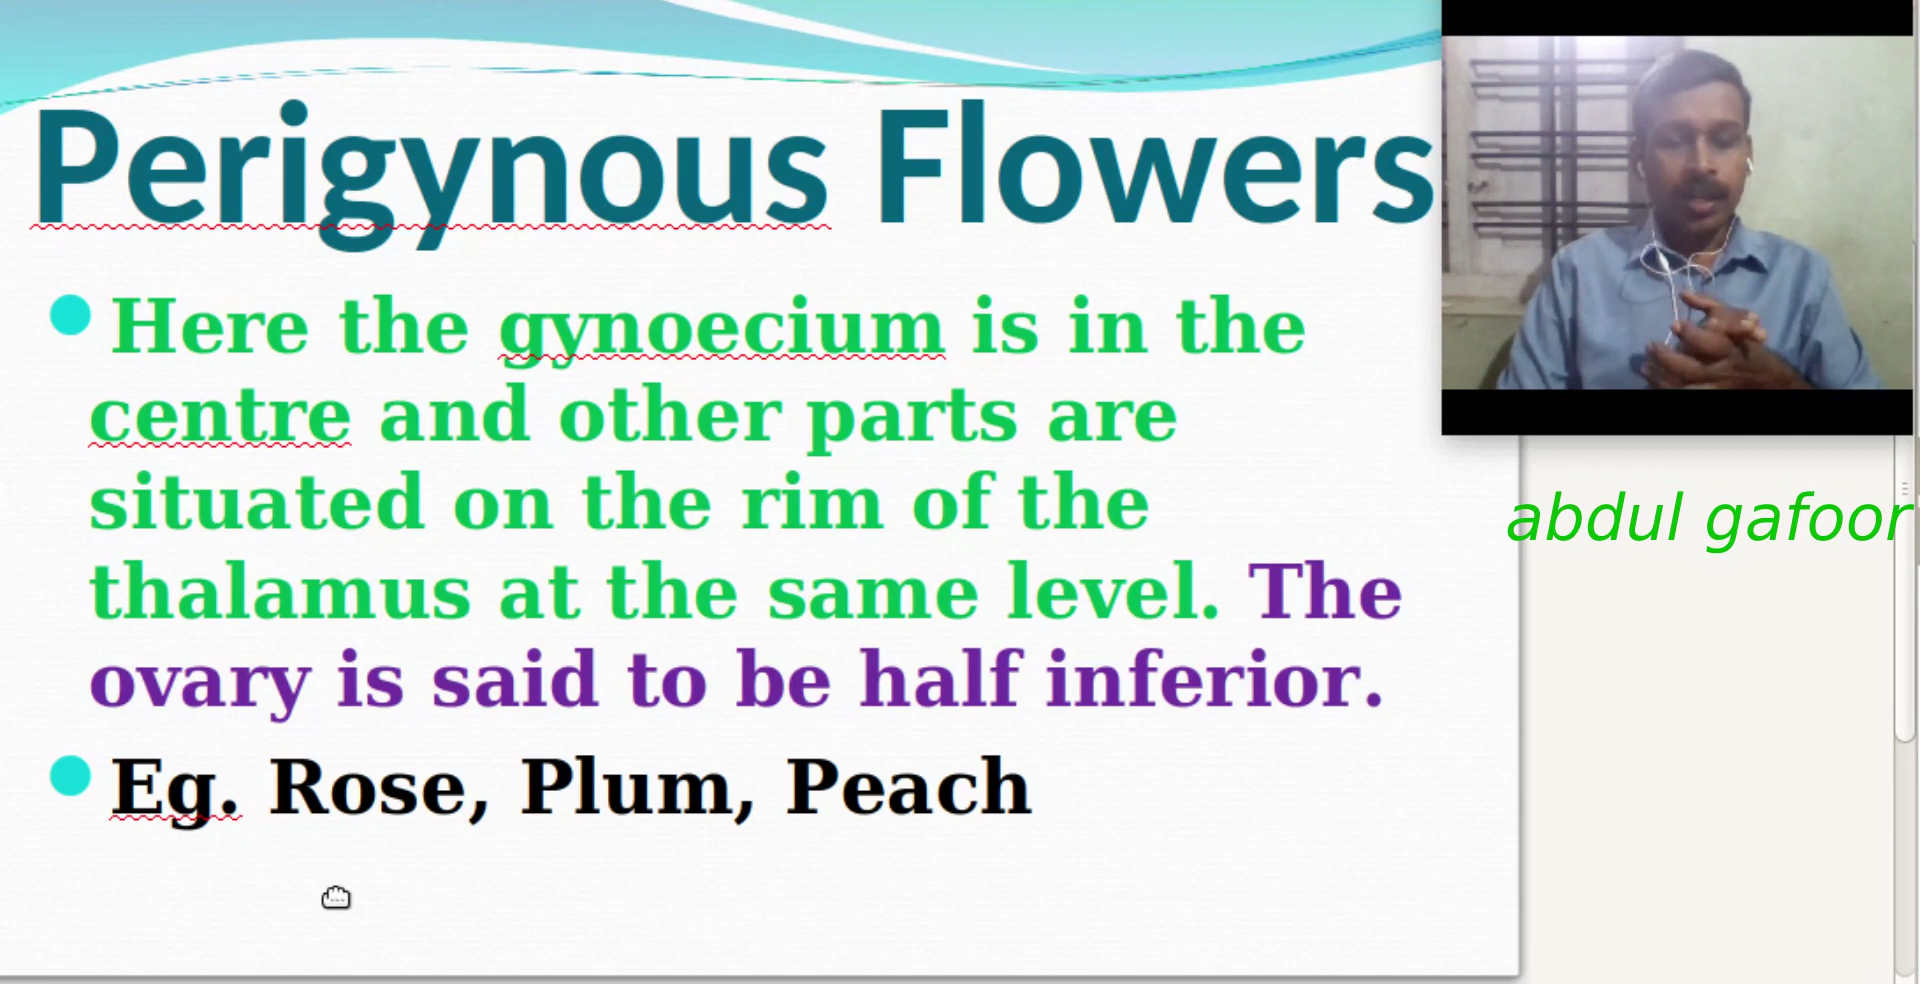 Perigynous Flowers
Here the gynoecium is in the
centre and other parts are
situated on the rim of the
thalamus at the same level. The
ovary is said to be half inferior.
Eg. Rose, Plum, Peach
abdul gafoor